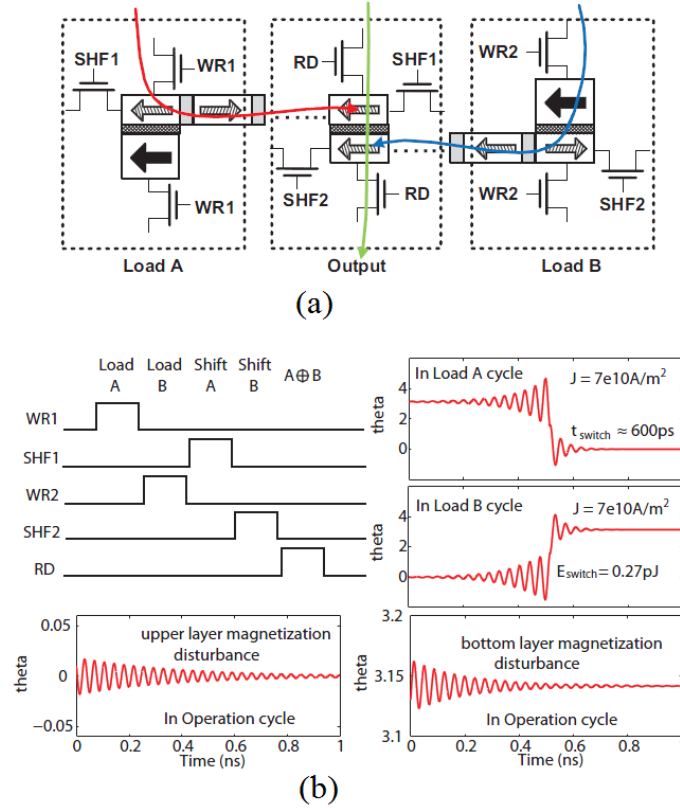 SHF1
WR1
WR1
Load A
RD
SHF1
SHF2
RD
Output
WR2
WR2
SHF2
Load B
(a)
Load A
Load B
Shift A
Shift B
A⊕B
WR1
SHF1
WR2
SHF2
RD
theta
4
2
0
In Load A cycle
J = 7e10A/m²
t switch ≈ 600ps
theta
4
2
0
In Load B cycle
J = 7e10A/m²
E switch = 0.27pJ
theta
0.05
0
−0.05
upper layer magnetization
disturbance
In Operation cycle
0 0.2 0.4 0.6 0.8 1
Time (ns)
theta
3.2
3.15
3.1
bottom layer magnetization
disturbance
In Operation cycle
0 0.2 0.4 0.6 0.8
Time (ns)
(b)